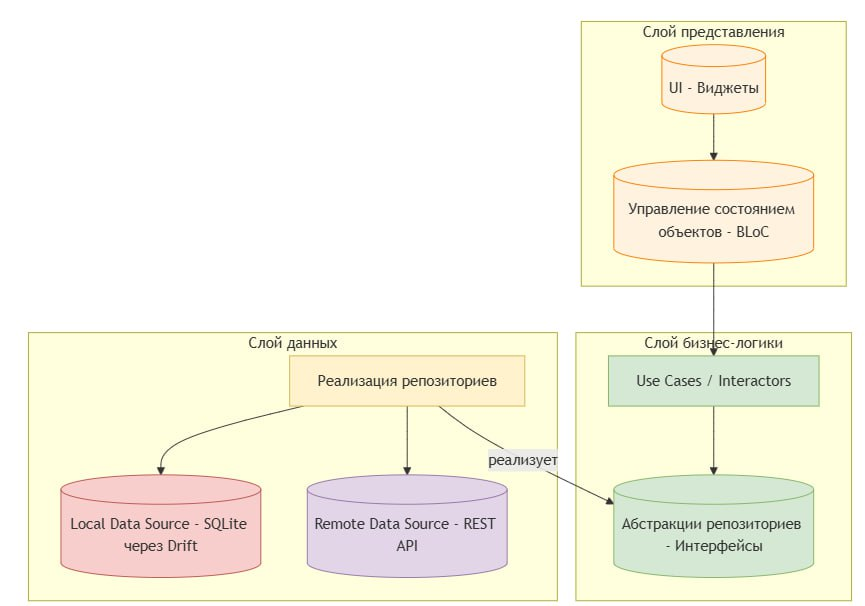 Слой представления
UI - Виджеты
Управление состоянием
объектов - BLoC
Слой данных
Реализация репозиториев
реализует
Local Data Source - SQLite
через Drift
Remote Data Source - REST
API
Слой бизнес-логики
Use Cases / Interactors
Абстракции репозиториев
- Интерфейсы